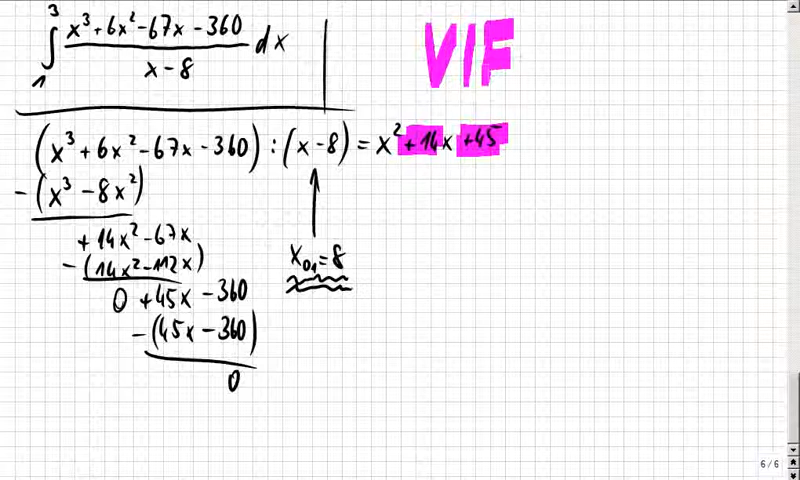 ∫₁³ (x³+6x²-67x-360)/(x-8) dx
VIF
(x³+6x²-67x-360) : (x-8) = x²+14x+45
-(x³-8x²)
+14x²-67x
-(14x²-112x)
x₀₁=8
0 +45x-360
-(45x-360)
0
6/6